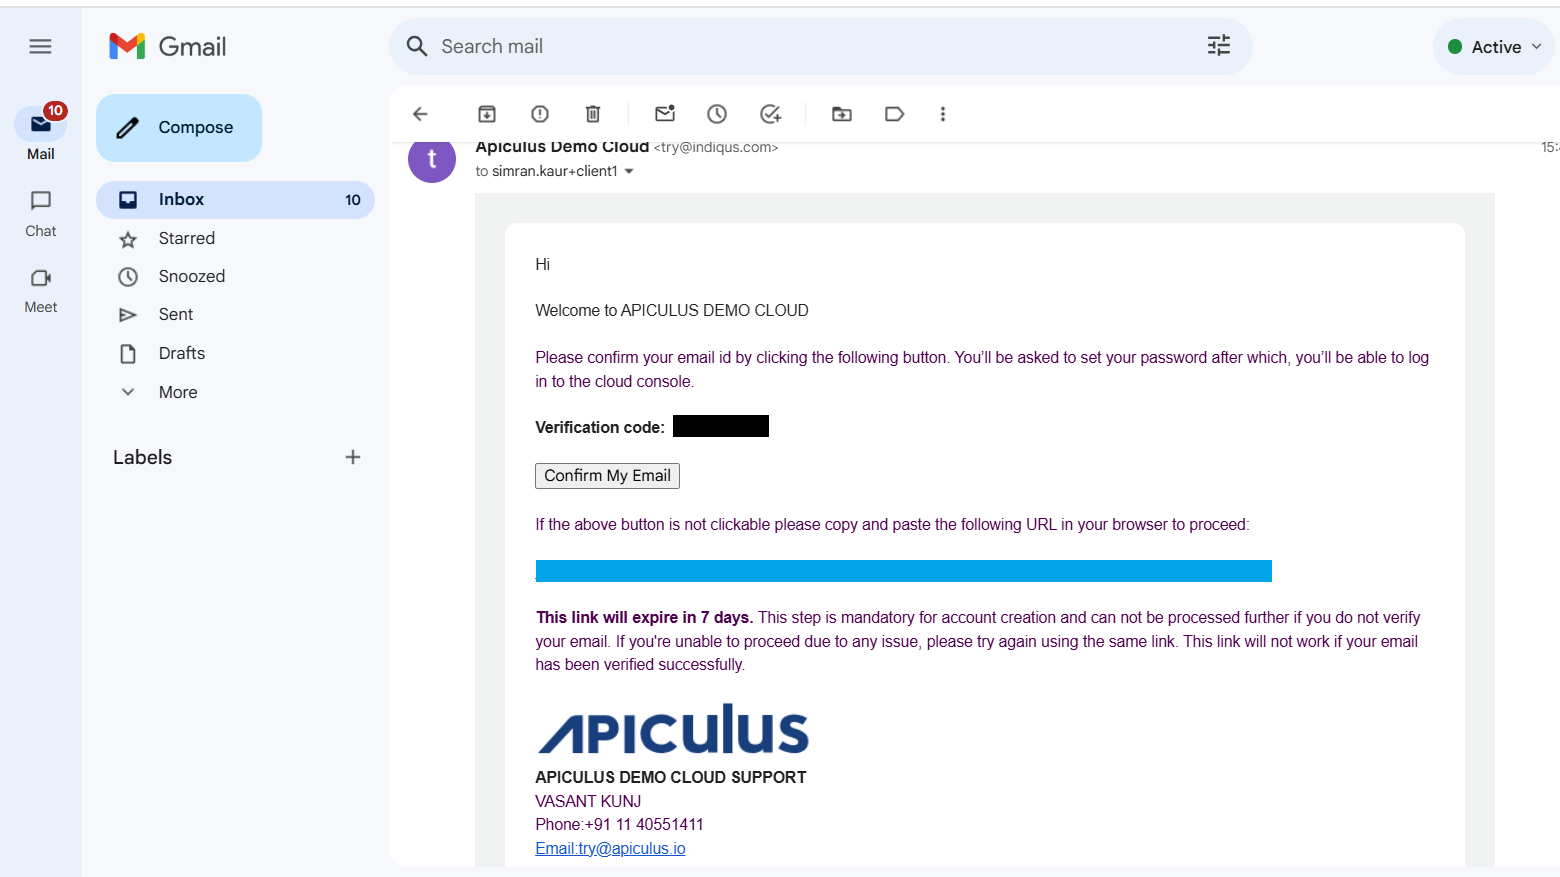 Gmail
Search mail
Active
10
Mail
Chat
Meet
Compose
Inbox 10
Starred
Snoozed
Sent
Drafts
More
Labels
Apiculus Demo Cloud <try@indiqus.com>
to simran.kaur+client1
t
Hi
Welcome to APICULUS DEMO CLOUD
Please confirm your email id by clicking the following button. You’ll be asked to set your password after which, you’ll be able to log
in to the cloud console.
Verification code:
Confirm My Email
If the above button is not clickable please copy and paste the following URL in your browser to proceed:
This link will expire in 7 days. This step is mandatory for account creation and can not be processed further if you do not verify
your email. If you're unable to proceed due to any issue, please try again using the same link. This link will not work if your email
has been verified successfully.
APICULUS
APICULUS DEMO CLOUD SUPPORT
VASANT KUNJ
Phone:+91 11 40551411
Email:try@apiculus.io